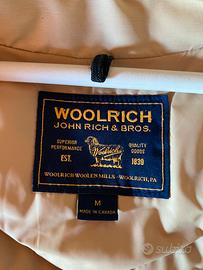 WOOLRICH
JOHN RICH & BROS.
SUPERIOR PERFORMANCE
QUALITY GOODS
Woolrich
EST.
1830
WOOLRICH WOOLEN MILLS - WOOLRICH, PA
M
MADE IN CANADA
subito